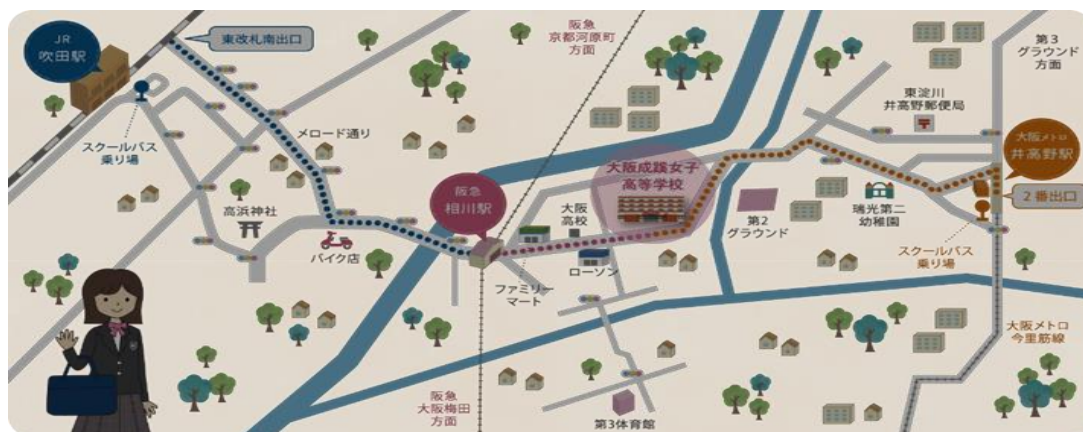 JR
吹田駅
東改札南出口
スクールバス
乗り場
メロード通り
高浜神社
バイク店
阪急
京都河原町
方面
阪急
相川駅
大阪成蹊女子
高等学校
大阪
高校
ファミリー
マート
ローソン
第2
グラウンド
第3
グラウンド
方面
東淀川
井高野郵便局
大阪メトロ
井高野駅
2番出口
瑞光第二
幼稚園
スクールバス
乗り場
大阪メトロ
今里筋線
阪急
大阪梅田
方面
第3体育館